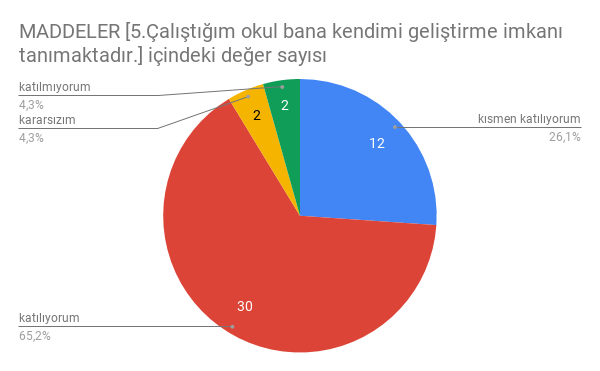 MADDELER [5.Çalıştığım okul bana kendimi geliştirme imkanı
tanımaktadır.] içindeki değer sayısı
katılmıyorum
4,3%
kararsızım
4,3%
2
2
12
kısmen katılıyorum
26,1%
30
katılıyorum
65,2%